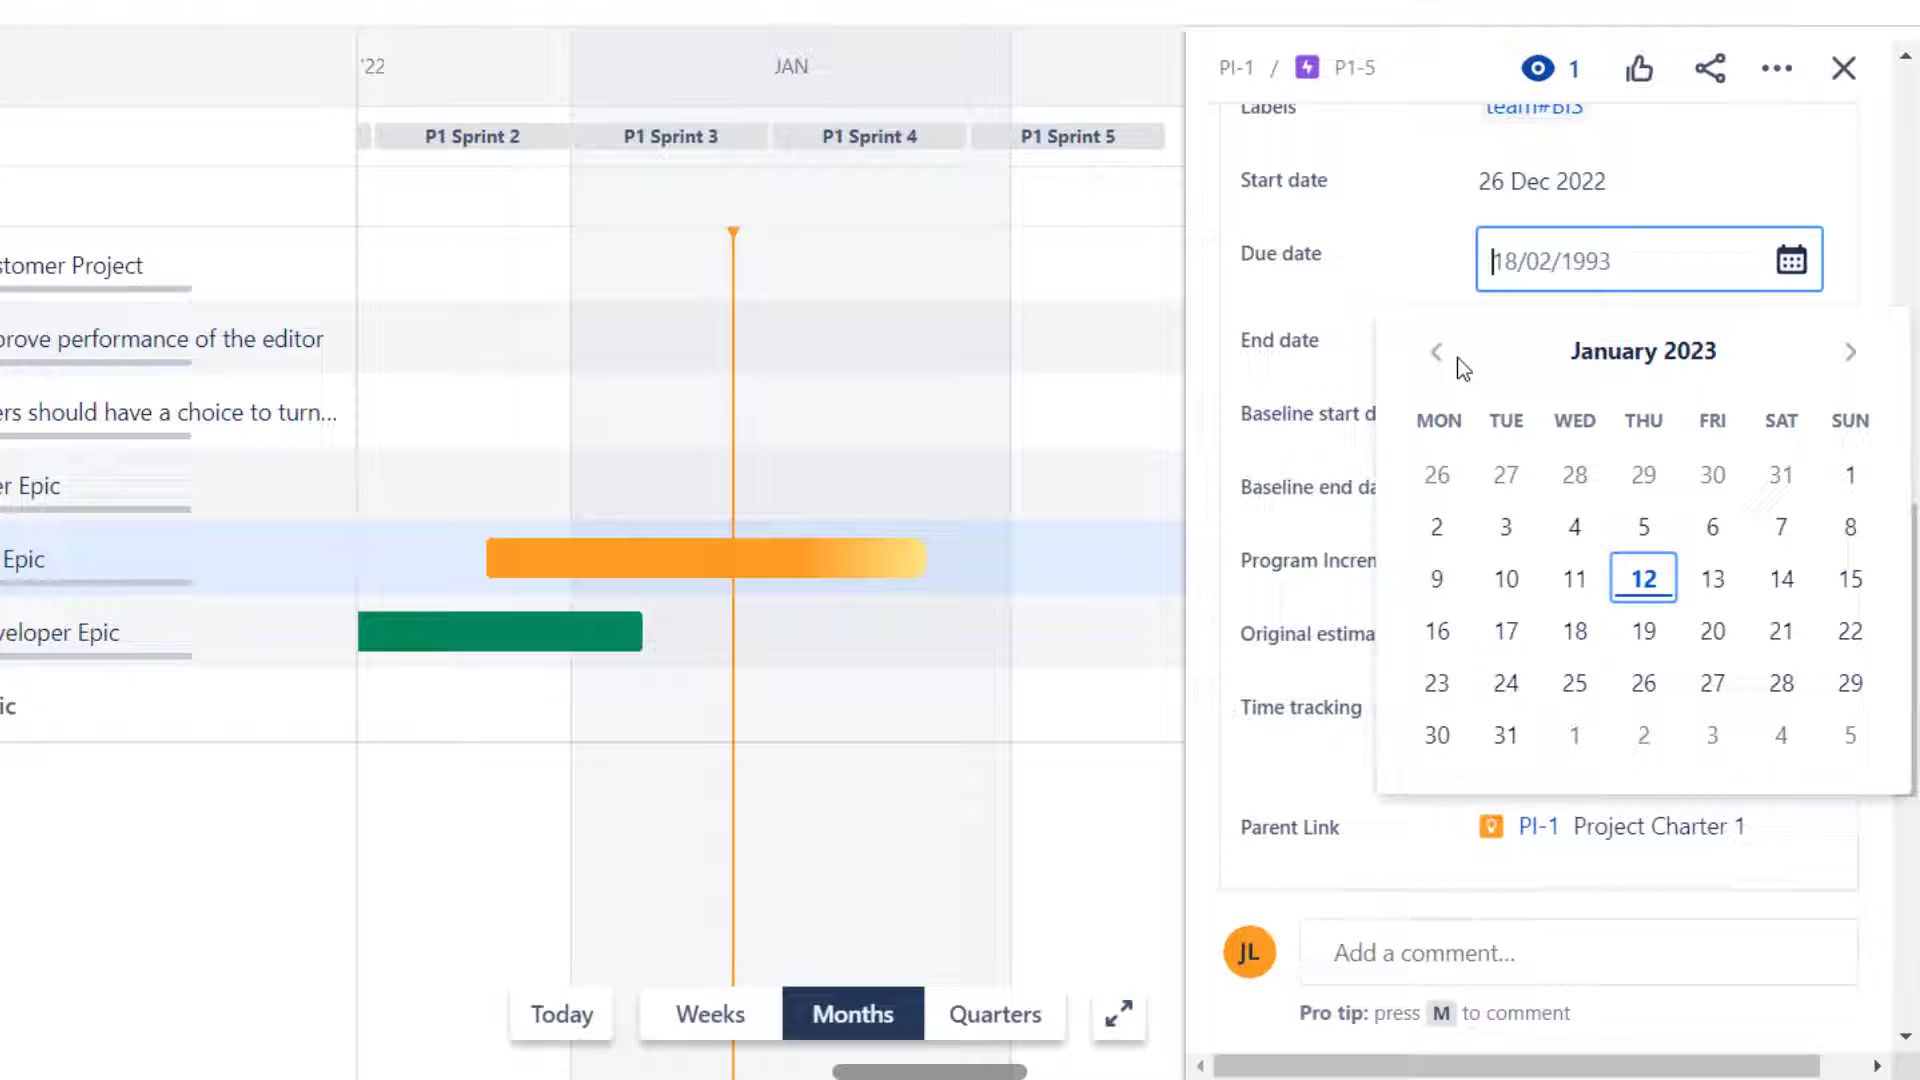 '22
JAN
P1 Sprint 2
P1 Sprint 3
P1 Sprint 4
P1 Sprint 5
stomer Project
prove performance of the editor
ers should have a choice to turn...
er Epic
Epic
veloper Epic
ic
Today
Weeks
Months
Quarters
PI-1 / P1-5
1
Labels
team#BIS
Start date
26 Dec 2022
Due date
18/02/1993
End date
Baseline start d
Baseline end da
Program Increm
Original estima
Time tracking
January 2023
MON TUE WED THU FRI SAT SUN
26 27 28 29 30 31 1
2 3 4 5 6 7 8
9 10 11 12 13 14 15
16 17 18 19 20 21 22
23 24 25 26 27 28 29
30 31 1 2 3 4 5
Parent Link
PI-1 Project Charter 1
JL
Add a comment...
Pro tip: press M to comment